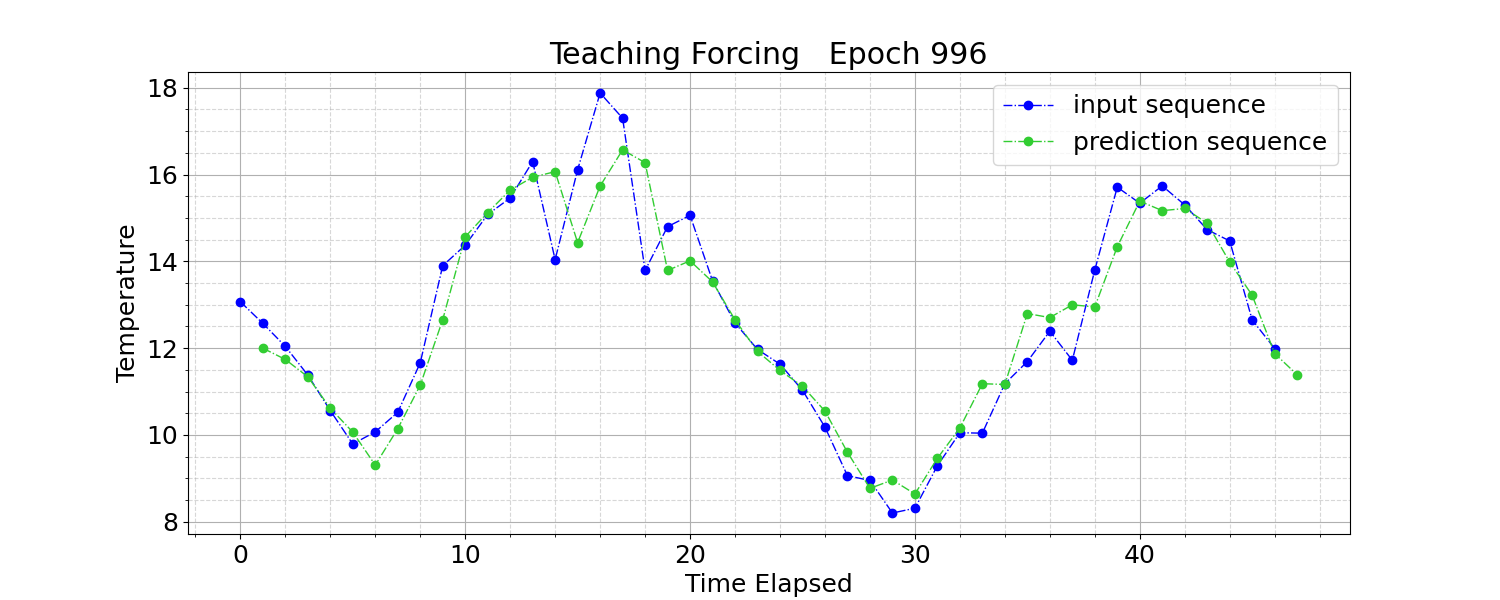 Teaching Forcing   Epoch 996
18
16
14
12
10
8
Temperature
input sequence
prediction sequence
0 10 20 30 40
Time Elapsed